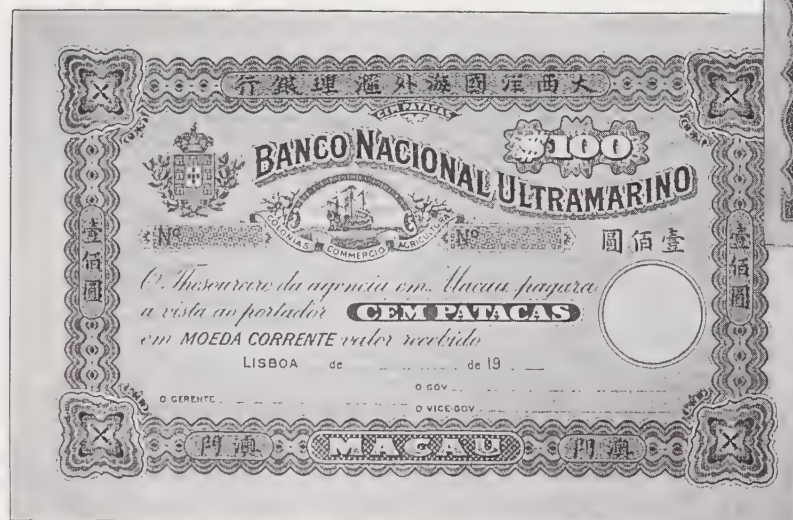 行銀理滙外海國洋西大
CEM PATACAS
$100
BANCO NACIONAL ULTRAMARINO
COLONIAS COMMERCIO AGRICULTURA
Nº Nº
圓佰壹
壹佰圓
壹佰圓
O Thesoureiro da agencia em Macau pagará
a vista ao portador CEM PATACAS
em MOEDA CORRENTE valor recebido
LISBOA de de 19
O GERENTE
O GOV
O VICE-GOV
門澳 MACAU 門澳